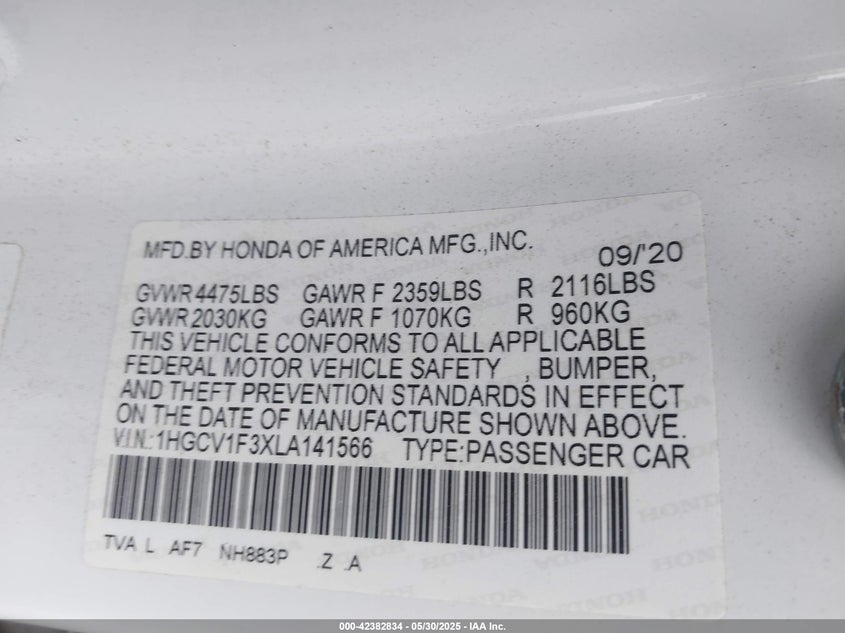 MFD.BY HONDA OF AMERICA MFG.,INC. 09/'20
GVWR 4475LBS GAWR F 2359LBS R 2116LBS
GVWR 2030KG GAWR F 1070KG R 960KG
THIS VEHICLE CONFORMS TO ALL APPLICABLE
FEDERAL MOTOR VEHICLE SAFETY , BUMPER,
AND THEFT PREVENTION STANDARDS IN EFFECT
ON THE DATE OF MANUFACTURE SHOWN ABOVE.
V.I.N.:1HGCV1F3XLA141566 TYPE:PASSENGER CAR
TVA L AF7 NH883P .Z .A
000-42382834 - 05/30/2025 - IAA Inc.